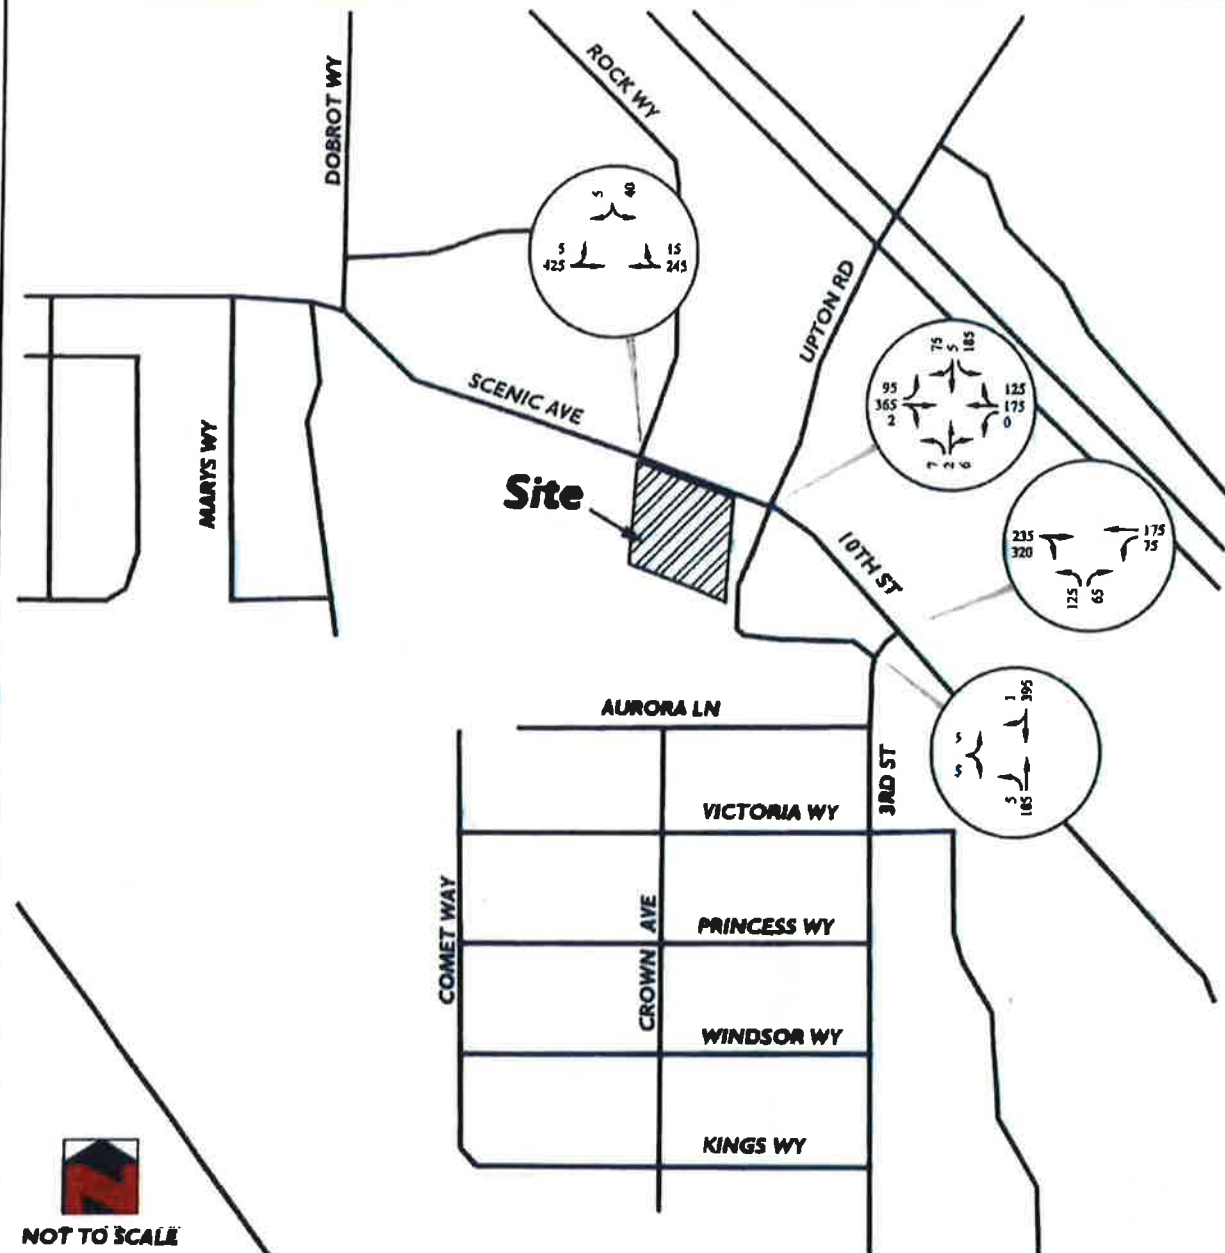 DOBROT WY
ROCK WY
5 40
5 15
425 245
UPTON RD
75 5 185
95 125
365 175
2 0
7 2 6
SCENIC AVE
MARYS WY
Site
10TH ST
235 175
320 75
125 65
1 395
5
5
5 185
AURORA LN
3RD ST
VICTORIA WY
COMET WAY
CROWN AVE
PRINCESS WY
WINDSOR WY
KINGS WY
N
NOT TO SCALE